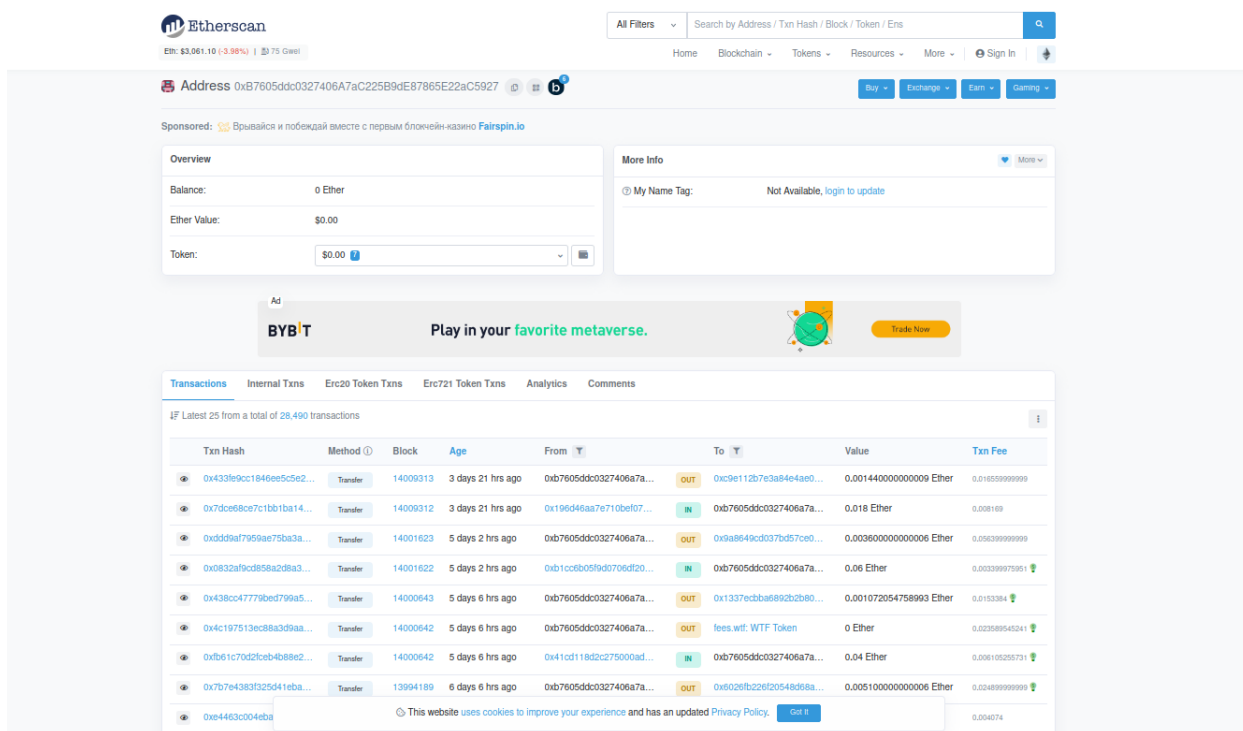 Etherscan
All Filters
Search by Address / Txn Hash / Block / Token / Ens
Eth: $3,061.10 (-3.98%) | 75 Gwei
Home Blockchain Tokens Resources More Sign In
Address 0xB7605ddc0327406A7aC225B9dE87865E22aC5927
Buy Exchange Earn Gaming
Sponsored: Врывайся и побеждай вместе с первым блокчейн-казино Fairspin.io
Overview
Balance: 0 Ether
Ether Value: $0.00
Token: $0.00 7
More Info More
My Name Tag: Not Available, login to update
Ad
BYBIT Play in your favorite metaverse. Trade Now
Transactions Internal Txns Erc20 Token Txns Erc721 Token Txns Analytics Comments
Latest 25 from a total of 28,490 transactions
Txn Hash Method Block Age From To Value Txn Fee
0x433fe9cc1846ee5c5e2... Transfer 14009313 3 days 21 hrs ago 0xb7605ddc0327406a7a... OUT 0xc9e112b7e3a84e4ae0... 0.001440000000009 Ether 0.016559999999
0x7dce68ce7c1bb1ba14... Transfer 14009312 3 days 21 hrs ago 0x196d46aa7e710bef07... IN 0xb7605ddc0327406a7a... 0.018 Ether 0.008169
0xddd9af7959ae75ba3a... Transfer 14001623 5 days 2 hrs ago 0xb7605ddc0327406a7a... OUT 0x9a8649cd037bd57ce0... 0.003600000000006 Ether 0.056399999999
0x0832af9cd858a2d8a3... Transfer 14001622 5 days 2 hrs ago 0xb1cc6b05f9d0706df20... IN 0xb7605ddc0327406a7a... 0.06 Ether 0.003399975951
0x438cc47779bed799a5... Transfer 14000643 5 days 6 hrs ago 0xb7605ddc0327406a7a... OUT 0x1337ecbba6892b2b80... 0.001072054758993 Ether 0.0153384
0x4c197513ec88a3d9aa... Transfer 14000642 5 days 6 hrs ago 0xb7605ddc0327406a7a... OUT fees.wtf: WTF Token 0 Ether 0.023589545241
0xfb61c70d2fceb4b88e2... Transfer 14000642 5 days 6 hrs ago 0x41cd118d2c275000ad... IN 0xb7605ddc0327406a7a... 0.04 Ether 0.006105255731
0x7b7e4383f325d41eba... Transfer 13994189 6 days 6 hrs ago 0xb7605ddc0327406a7a... OUT 0x6026fb226f20548d68a... 0.005100000000006 Ether 0.024899999999
0xe4463c004eba 0.004074
This website uses cookies to improve your experience and has an updated Privacy Policy. Got It